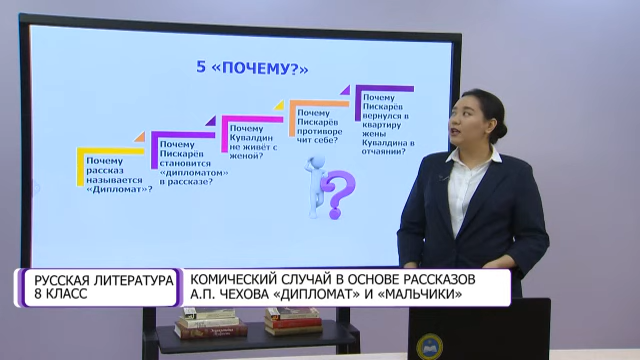 5 «ПОЧЕМУ?»
Почему
рассказ
называется
«Дипломат»?
Почему
Пискарёв
становится
«дипломатом»
в рассказе?
Почему
Кувалдин
не живёт с
женой?
Почему
Пискарёв
противоре
чит себе?
Почему
Пискарёв
вернулся в
квартиру
жены
Кувалдина в
отчаянии?
РУССКАЯ ЛИТЕРАТУРА
8 КЛАСС
КОМИЧЕСКИЙ СЛУЧАЙ В ОСНОВЕ РАССКАЗОВ
А.П. ЧЕХОВА «ДИПЛОМАТ» И «МАЛЬЧИКИ»